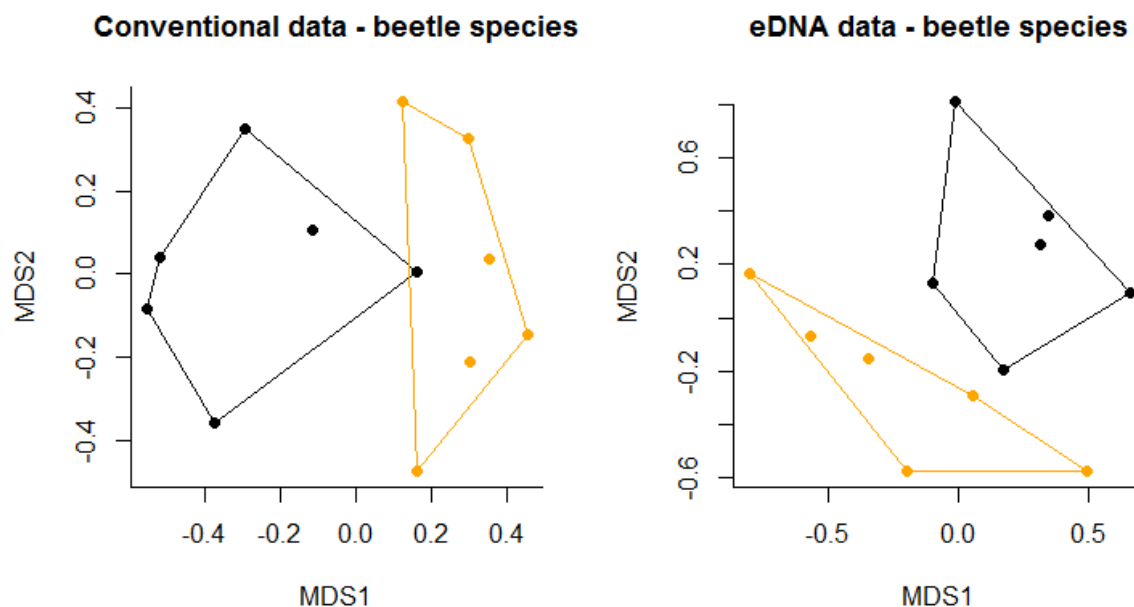 Conventional data - beetle species
0.4
0.2
0.0
-0.2
-0.4
MDS2
-0.4 -0.2 0.0 0.2 0.4
MDS1
eDNA data - beetle species
0.6
0.2
-0.2
-0.6
MDS2
-0.5 0.0 0.5
MDS1